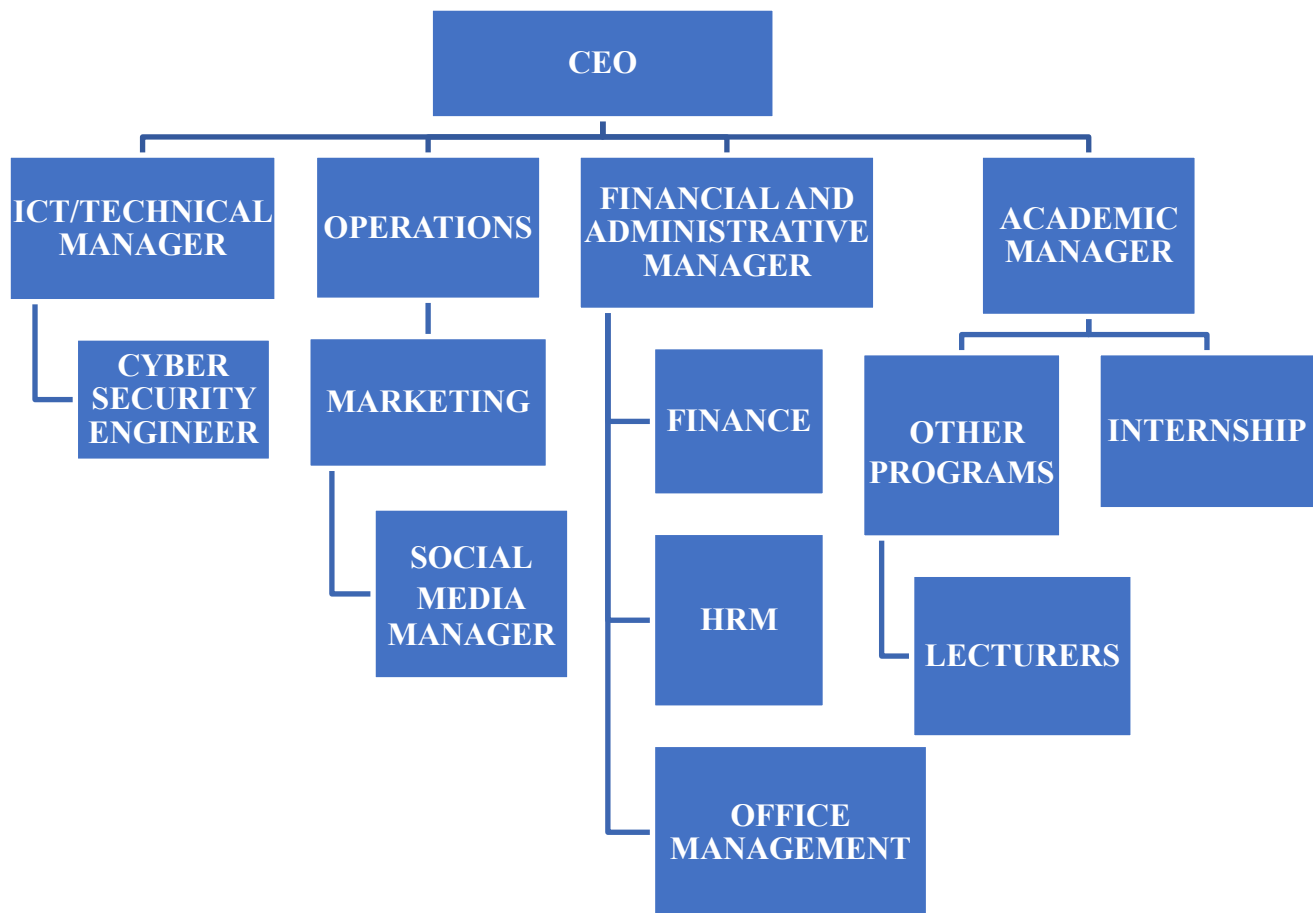 CEO
ICT/TECHNICAL
MANAGER
OPERATIONS
FINANCIAL AND
ADMINISTRATIVE
MANAGER
ACADEMIC
MANAGER
CYBER
SECURITY
ENGINEER
MARKETING
FINANCE
OTHER
PROGRAMS
INTERNSHIP
SOCIAL
MEDIA
MANAGER
HRM
LECTURERS
OFFICE
MANAGEMENT